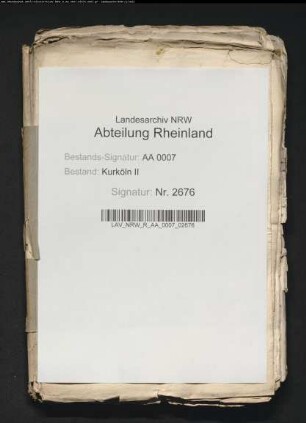 Landesarchiv NRW
Abteilung Rheinland
Bestands-Signatur: AA 0007
Bestand: Kurköln II
Signatur: Nr. 2676
LAV_NRW_R_AA_0007_02676